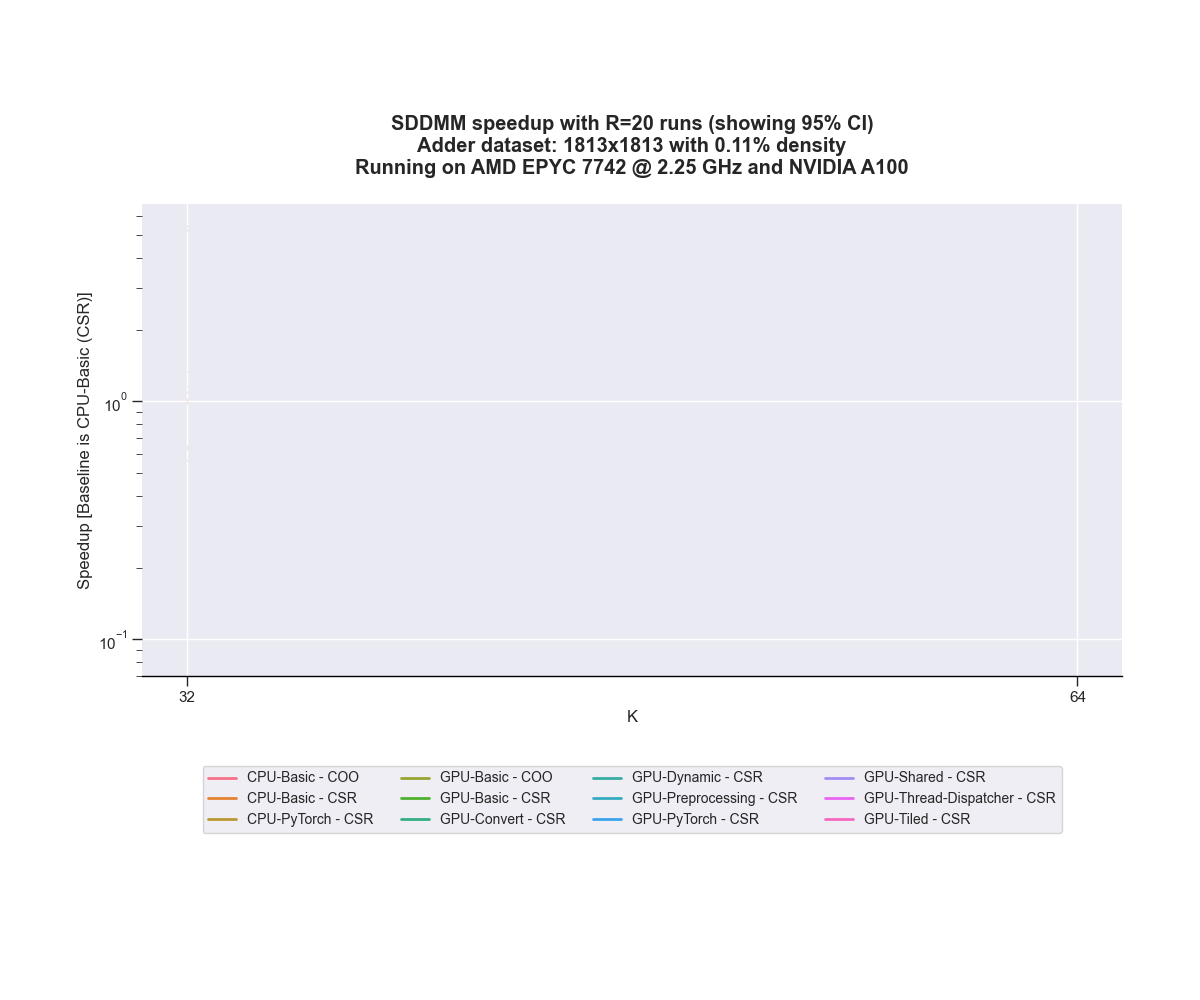 SDDMM speedup with R=20 runs (showing 95% CI)
Adder dataset: 1813x1813 with 0.11% density
Running on AMD EPYC 7742 @ 2.25 GHz and NVIDIA A100
Speedup [Baseline is CPU-Basic (CSR)]
10^0
10^−1
32
64
K
CPU-Basic - COO
CPU-Basic - CSR
CPU-PyTorch - CSR
GPU-Basic - COO
GPU-Basic - CSR
GPU-Convert - CSR
GPU-Dynamic - CSR
GPU-Preprocessing - CSR
GPU-PyTorch - CSR
GPU-Shared - CSR
GPU-Thread-Dispatcher - CSR
GPU-Tiled - CSR